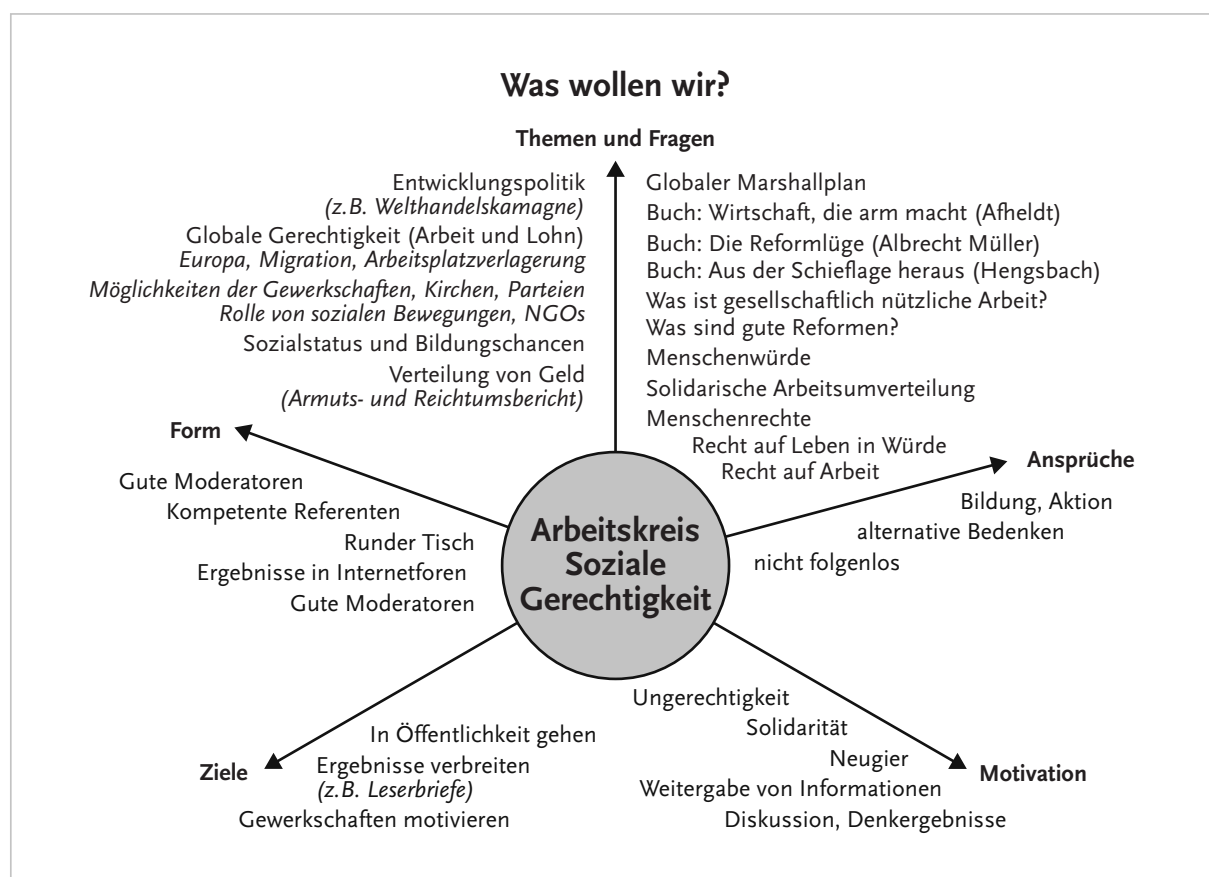 Was wollen wir?
Themen und Fragen
Entwicklungspolitik
(z.B. Welthandelskamagne)
Globale Gerechtigkeit (Arbeit und Lohn)
Europa, Migration, Arbeitsplatzverlagerung
Möglichkeiten der Gewerkschaften, Kirchen, Parteien
Rolle von sozialen Bewegungen, NGOs
Sozialstatus und Bildungschancen
Verteilung von Geld
(Armuts- und Reichtumsbericht)
Globaler Marshallplan
Buch: Wirtschaft, die arm macht (Afheldt)
Buch: Die Reformlüge (Albrecht Müller)
Buch: Aus der Schieflage heraus (Hengsbach)
Was ist gesellschaftlich nützliche Arbeit?
Was sind gute Reformen?
Menschenwürde
Solidarische Arbeitsumverteilung
Menschenrechte
Recht auf Leben in Würde
Recht auf Arbeit
Form
Gute Moderatoren
Kompetente Referenten
Runder Tisch
Ergebnisse in Internetforen
Gute Moderatoren
Arbeitskreis
Soziale
Gerechtigkeit
Ansprüche
Bildung, Aktion
alternative Bedenken
nicht folgenlos
Ziele
In Öffentlichkeit gehen
Ergebnisse verbreiten
(z.B. Leserbriefe)
Gewerkschaften motivieren
Ungerechtigkeit
Solidarität
Neugier
Weitergabe von Informationen
Diskussion, Denkergebnisse
Motivation